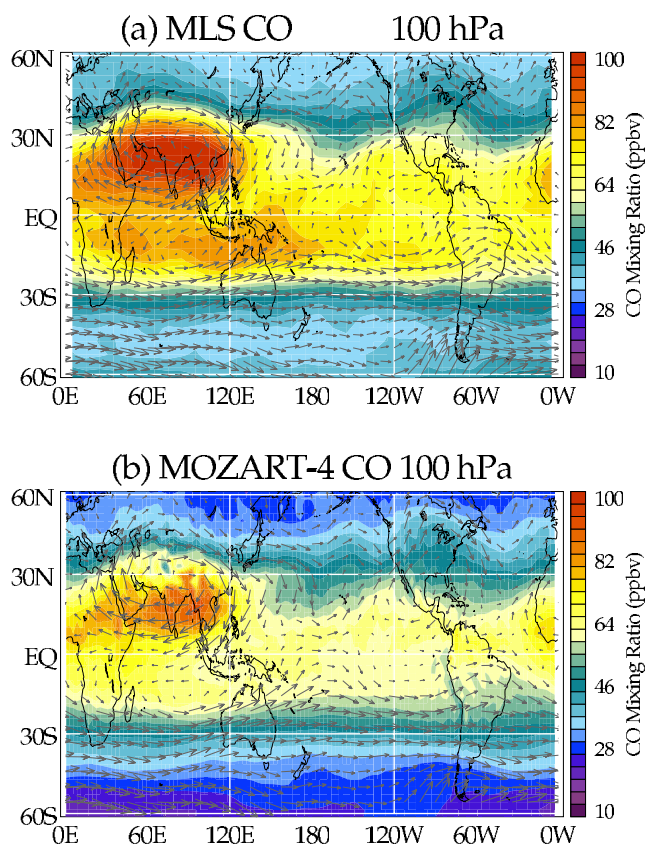 (a) MLS CO 100 hPa
60N
30N
EQ
30S
60S
0E 60E 120E 180 120W 60W 0W
100
82
64
46
28
10
CO Mixing Ratio (ppbv)
(b) MOZART-4 CO 100 hPa
60N
30N
EQ
30S
60S
0E 60E 120E 180 120W 60W 0W
100
82
64
46
28
10
CO Mixing Ratio (ppbv)